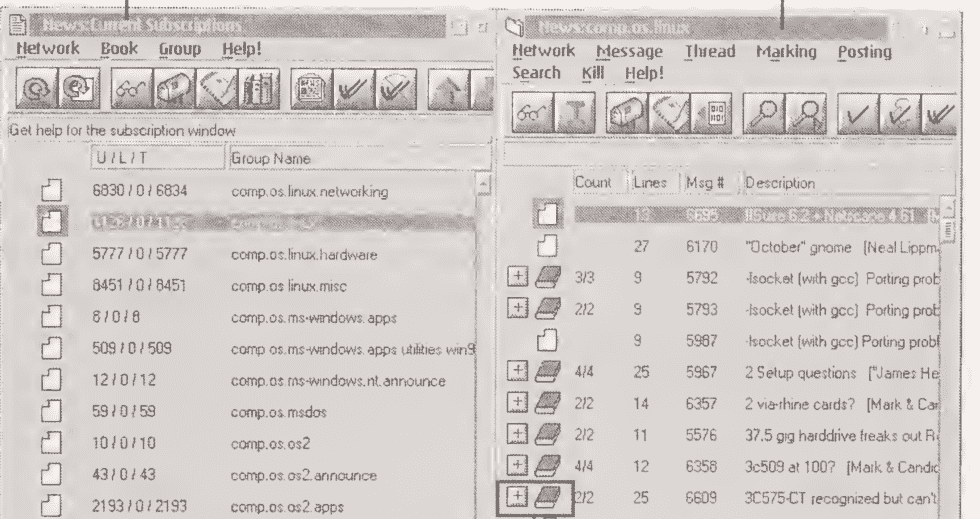 News:Current Subscriptions
Network Book Group Help!
Get help for the subscription window
U / L / T Group Name
6830 / 0 / 6834 comp.os.linux.networking
5777 / 0 / 5777 comp.os.linux.hardware
8451 / 0 / 8451 comp.os.linux.misc
8 / 0 / 8 comp.os.ms-windows.apps
509 / 0 / 509 comp.os.ms-windows.apps.utilities.win9
12 / 0 / 12 comp.os.ms-windows.nt.announce
59 / 0 / 59 comp.os.msdos
10 / 0 / 10 comp.os.os2
43 / 0 / 43 comp.os.os2.announce
2193 / 0 / 2193 comp.os.os2.apps
News:comp.os.linux
Network Message Thread Marking Posting
Search Kill Help!
Count Lines Msg # Description
13 6695 6.2 + Netscape 4.61
27 6170 "October" gnome [Neal Lippm
3/3 9 5792 -lsocket (with gcc) Porting prob
2/2 9 5793 -lsocket (with gcc) Porting prob
9 5987 -lsocket (with gcc) Porting probl
4/4 25 5967 2 Setup questions ["James He
2/2 14 6357 2 via-rhine cards? [Mark & Can
2/2 11 5576 37.5 gig harddrive freaks out R
4/4 12 6358 3c509 at 100? [Mark & Candic
2/2 25 6609 3C575-CT recognized but can't